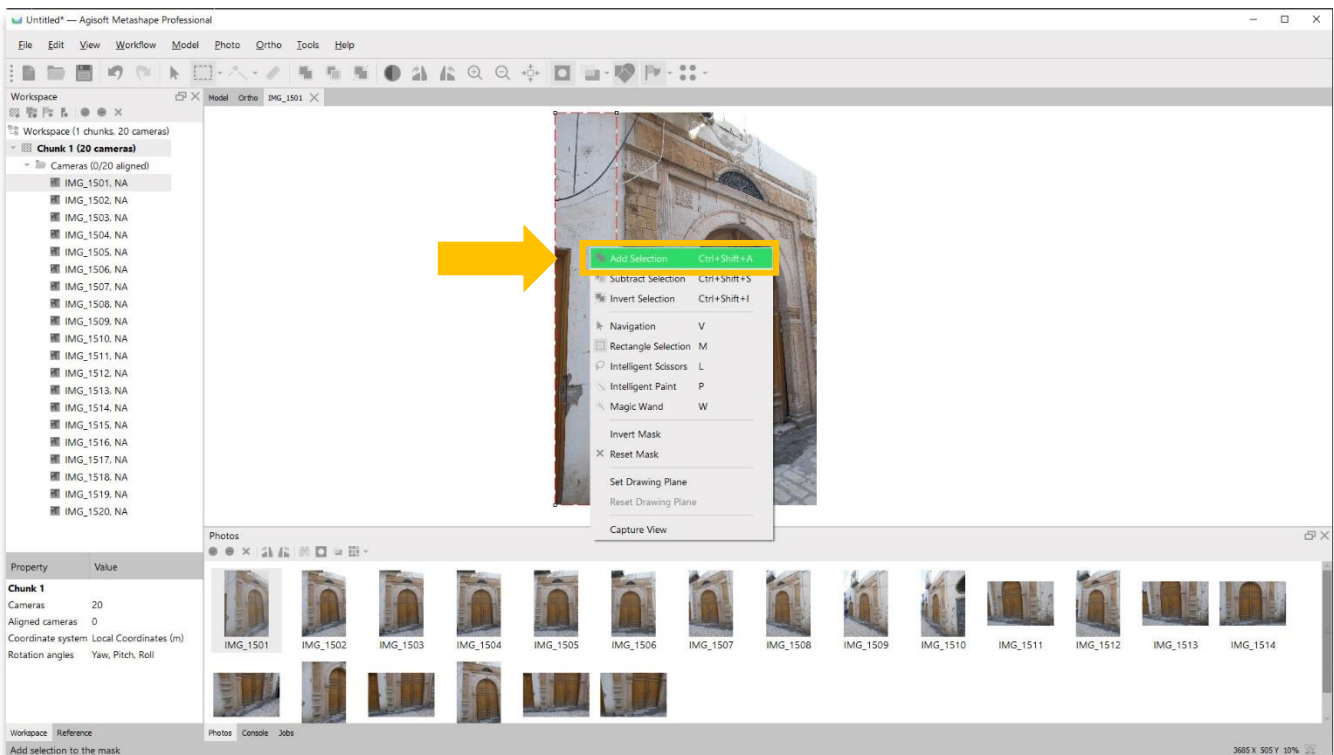 Untitled* — Agisoft Metashape Professional
File Edit View Workflow Model Photo Ortho Tools Help
Workspace
Model Ortho IMG_1501
Workspace (1 chunks, 20 cameras)
Chunk 1 (20 cameras)
Cameras (0/20 aligned)
IMG_1501, NA
IMG_1502, NA
IMG_1503, NA
IMG_1504, NA
IMG_1505, NA
IMG_1506, NA
IMG_1507, NA
IMG_1508, NA
IMG_1509, NA
IMG_1510, NA
IMG_1511, NA
IMG_1512, NA
IMG_1513, NA
IMG_1514, NA
IMG_1515, NA
IMG_1516, NA
IMG_1517, NA
IMG_1518, NA
IMG_1519, NA
IMG_1520, NA
Add Selection Ctrl+Shift+A
Subtract Selection Ctrl+Shift+S
Invert Selection Ctrl+Shift+I
Navigation V
Rectangle Selection M
Intelligent Scissors L
Intelligent Paint P
Magic Wand W
Invert Mask
Reset Mask
Set Drawing Plane
Reset Drawing Plane
Capture View
Property Value
Chunk 1
Cameras 20
Aligned cameras 0
Coordinate system Local Coordinates (m)
Rotation angles Yaw, Pitch, Roll
Photos
IMG_1501 IMG_1502 IMG_1503 IMG_1504 IMG_1505 IMG_1506 IMG_1507 IMG_1508 IMG_1509 IMG_1510 IMG_1511 IMG_1512 IMG_1513 IMG_1514
Workspace Reference
Photos Console Jobs
Add selection to the mask
3685 X 505 Y 10%